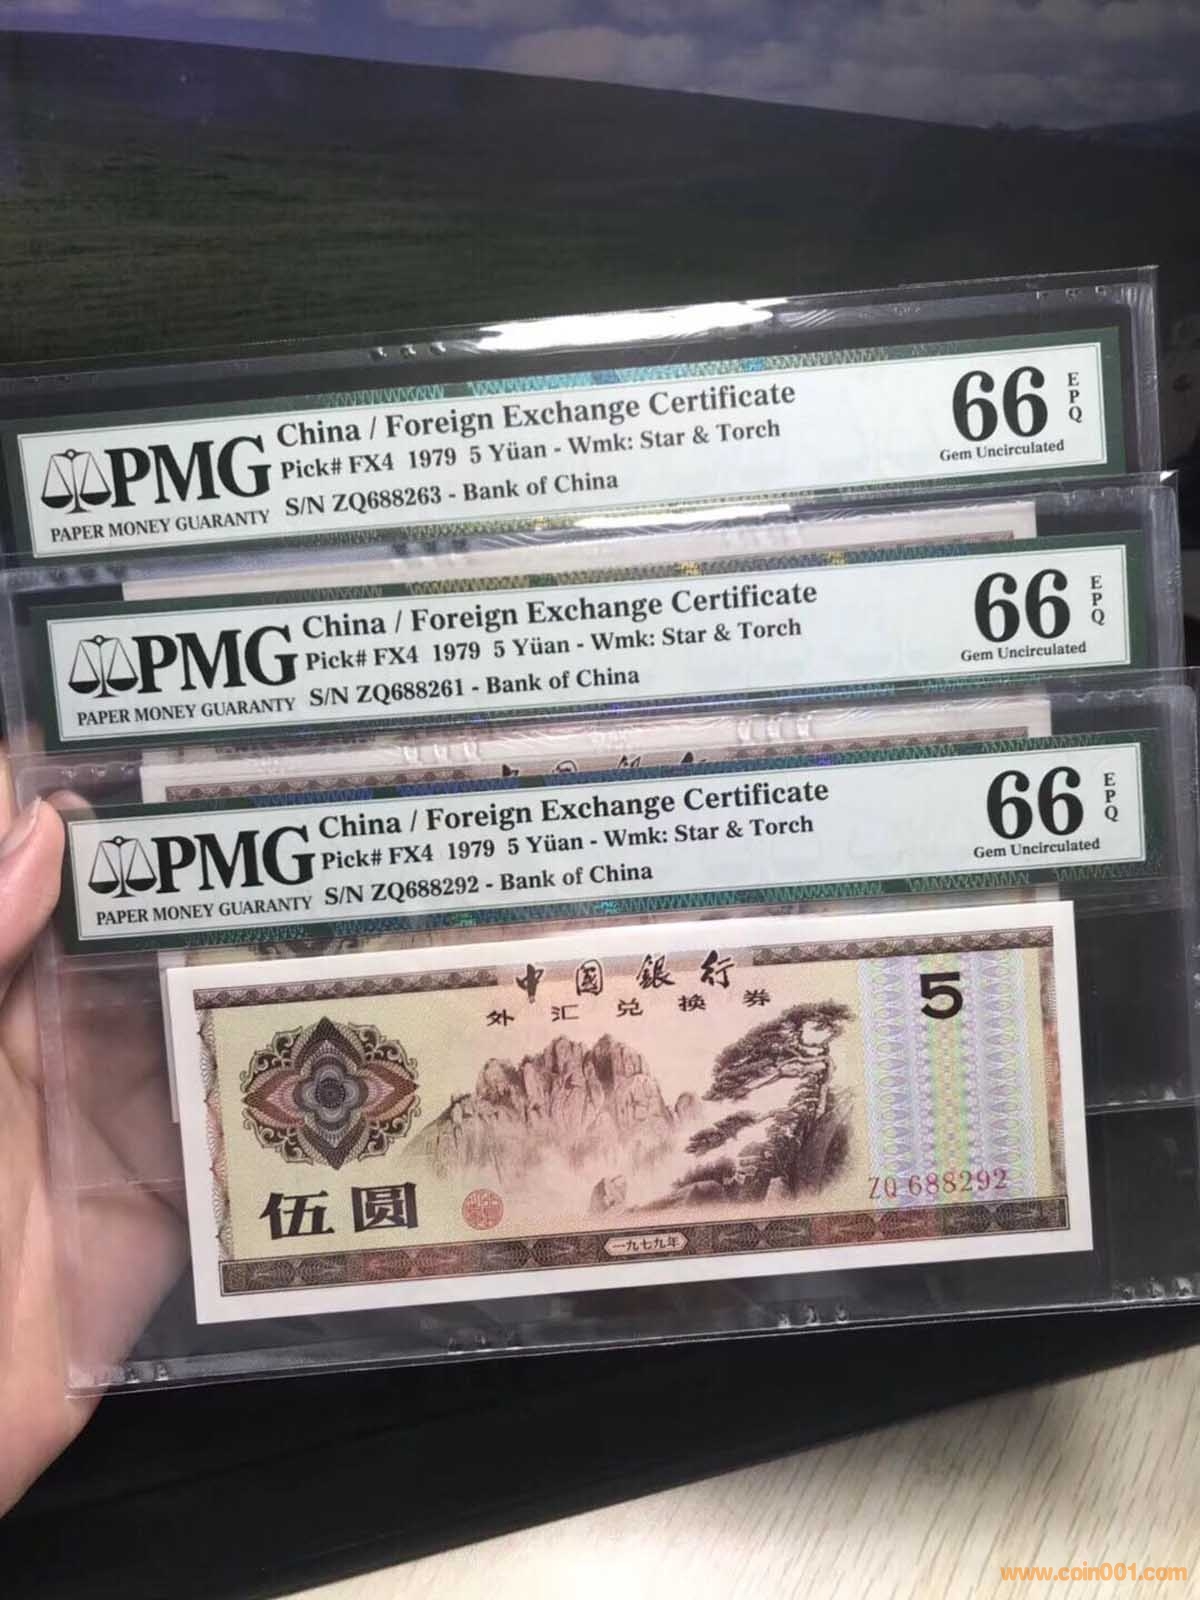 PMG
PAPER MONEY GUARANTY
China / Foreign Exchange Certificate
Pick# FX4 1979 5 Yüan - Wmk: Star & Torch
S/N ZQ688263 - Bank of China
66
EPQ
Gem Uncirculated
PMG
PAPER MONEY GUARANTY
China / Foreign Exchange Certificate
Pick# FX4 1979 5 Yüan - Wmk: Star & Torch
S/N ZQ688261 - Bank of China
66
EPQ
Gem Uncirculated
PMG
PAPER MONEY GUARANTY
China / Foreign Exchange Certificate
Pick# FX4 1979 5 Yüan - Wmk: Star & Torch
S/N ZQ688292 - Bank of China
66
EPQ
Gem Uncirculated
中國銀行
外汇兑换券
5
ZQ 688292
伍圆
一九七九年
www.coin001.com